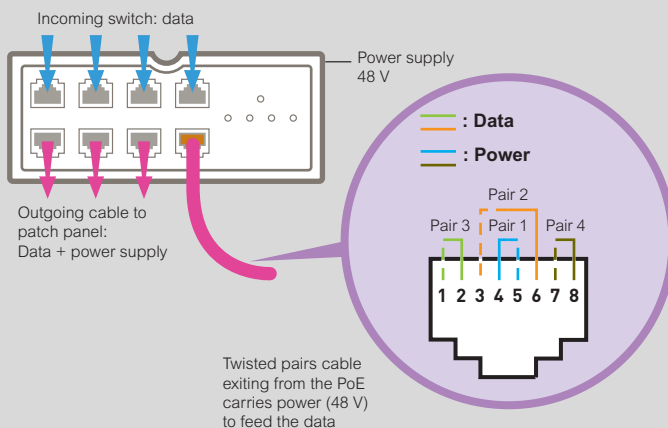 Incoming switch: data
Power supply
48 V
: Data
: Power
Pair 2
Pair 3
Pair 1
Pair 4
1 2 3 4 5 6 7 8
Outgoing cable to
patch panel:
Data + power supply
Twisted pairs cable
exiting from the PoE
carries power (48 V)
to feed the data